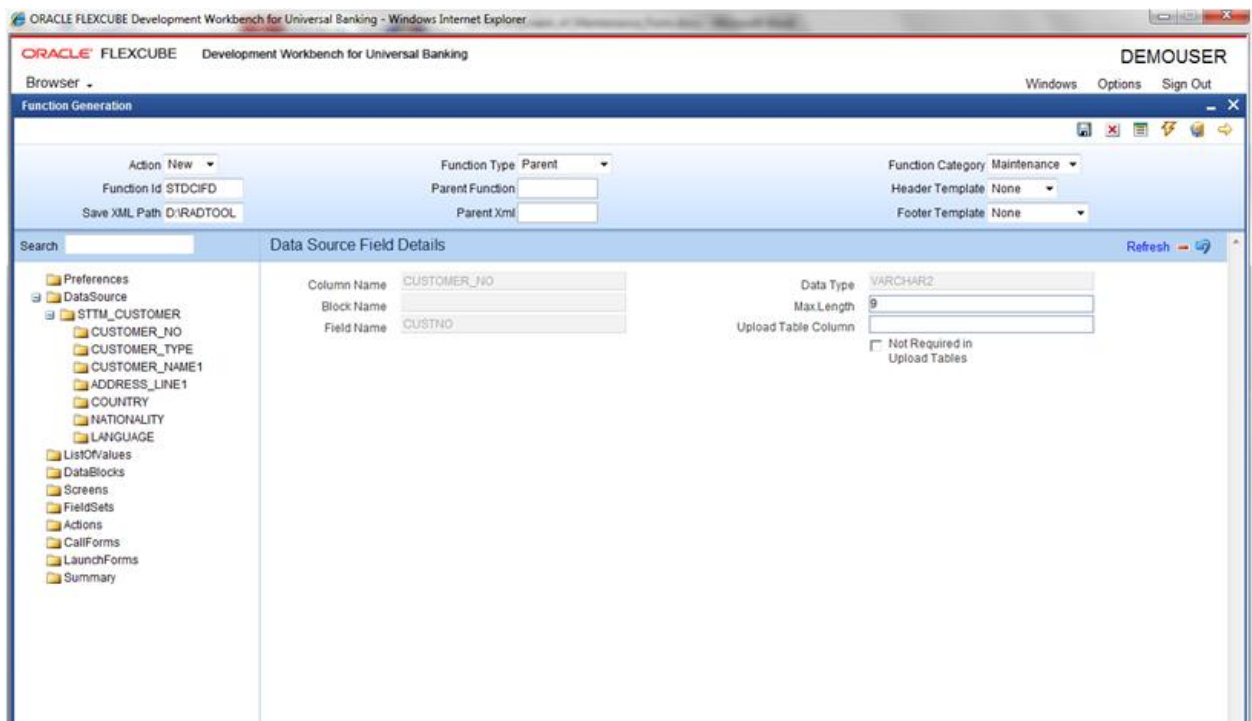 ORACLE FLEXCUBE Development Workbench for Universal Banking - Windows Internet Explorer
ORACLE FLEXCUBE Development Workbench for Universal Banking
DEMOUSER
Browser
Windows Options Sign Out
Function Generation
Action New
Function Type Parent
Function Category Maintenance
Function Id STDCIFD
Parent Function
Header Template None
Save XML Path D:\RADTOOL
Parent Xml
Footer Template None
Search
Data Source Field Details
Refresh
Preferences
DataSource
STTM_CUSTOMER
CUSTOMER_NO
CUSTOMER_TYPE
CUSTOMER_NAME1
ADDRESS_LINE1
COUNTRY
NATIONALITY
LANGUAGE
ListOfValues
DataBlocks
Screens
FieldSets
Actions
CallForms
LaunchForms
Summary
Column Name CUSTOMER_NO
Block Name
Field Name CUSTNO
Data Type VARCHAR2
Max.Length 9
Upload Table Column
Not Required in
Upload Tables